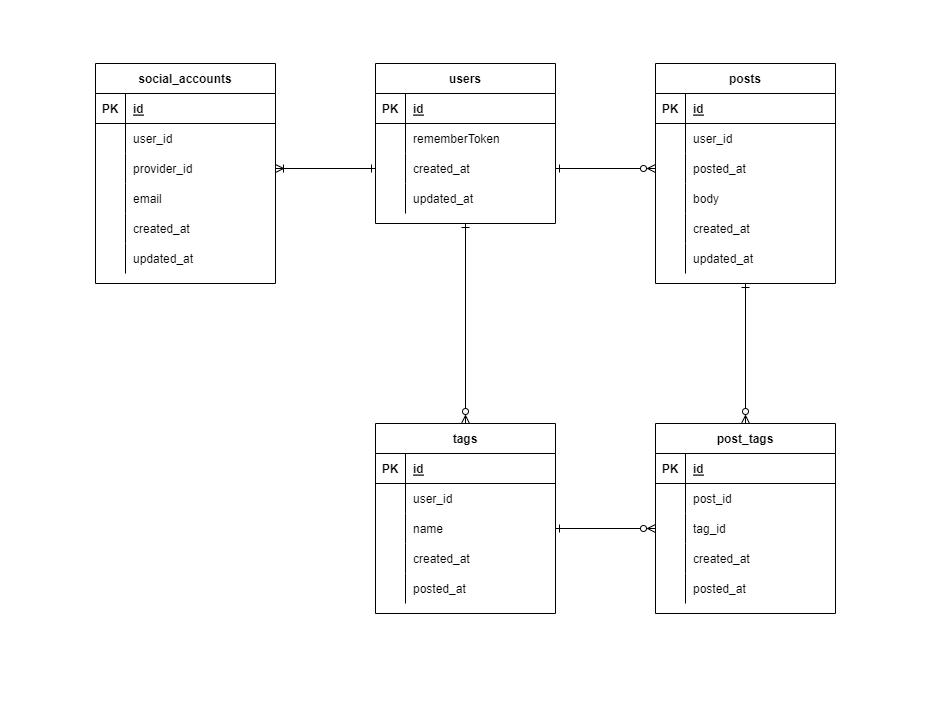 social_accounts
PK id
user_id
provider_id
email
created_at
updated_at
users
PK id
rememberToken
created_at
updated_at
posts
PK id
user_id
posted_at
body
created_at
updated_at
tags
PK id
user_id
name
created_at
posted_at
post_tags
PK id
post_id
tag_id
created_at
posted_at